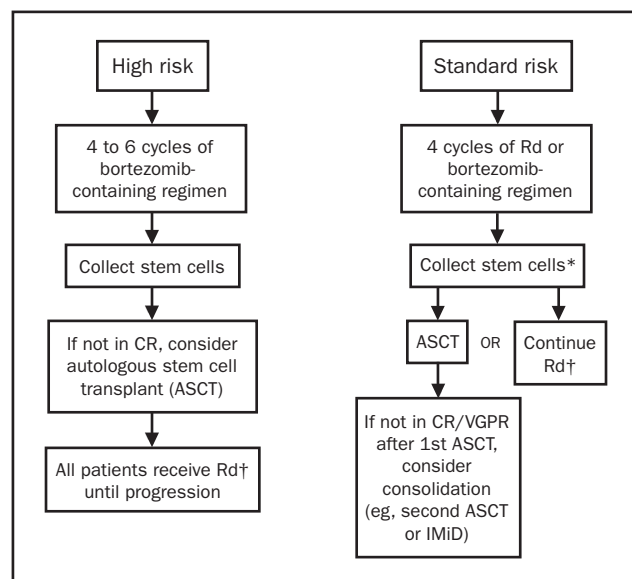 High risk
4 to 6 cycles of
bortezomib-
containing regimen
Collect stem cells
If not in CR, consider
autologous stem cell
transplant (ASCT)
All patients receive Rd†
until progression
Standard risk
4 cycles of Rd or
bortezomib-
containing regimen
Collect stem cells*
ASCT
OR
Continue
Rd†
If not in CR/VGPR
after 1st ASCT,
consider
consolidation
(eg, second ASCT
or IMiD)